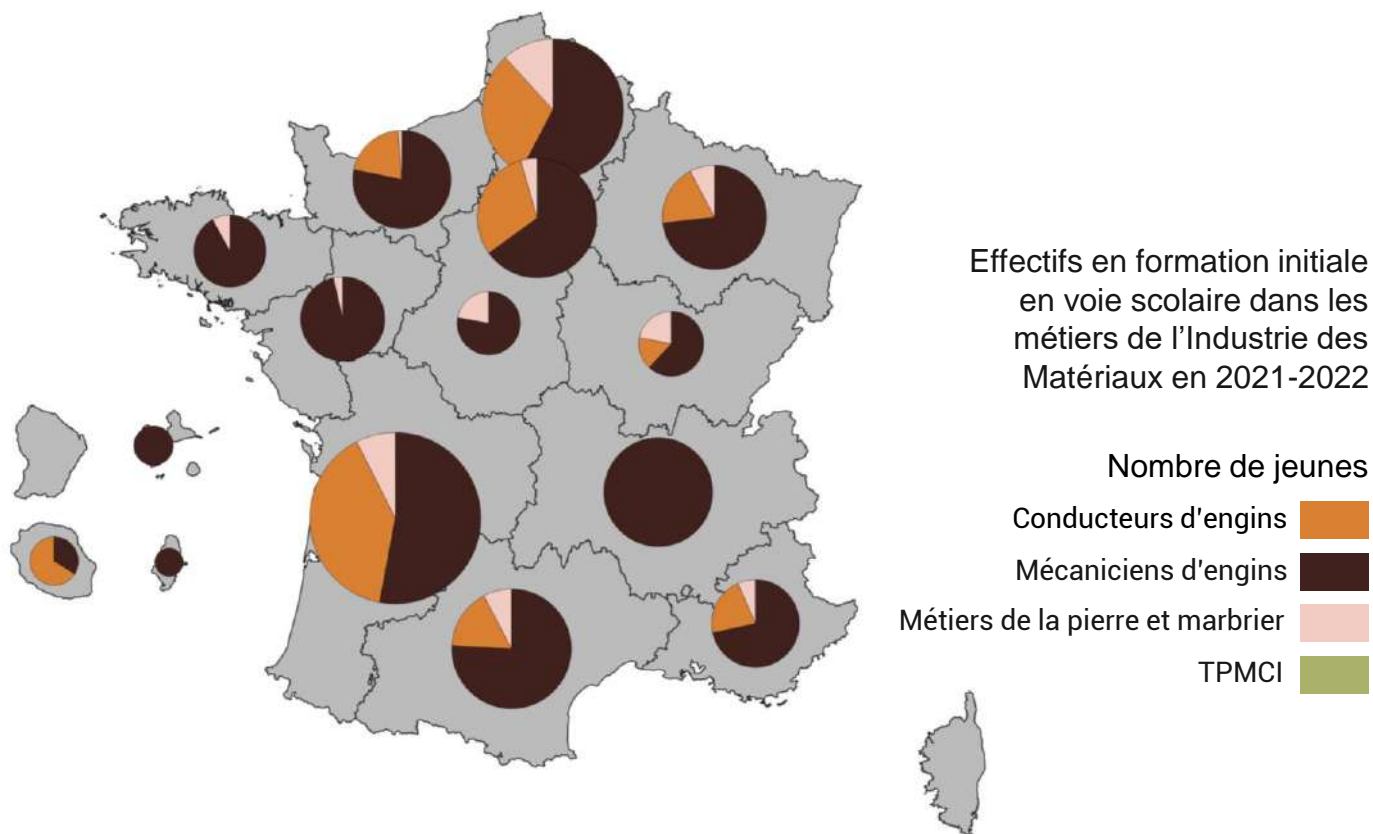 Effectifs en formation initiale
en voie scolaire dans les
métiers de l'Industrie des
Matériaux en 2021-2022
Nombre de jeunes
Conducteurs d'engins
Mécaniciens d'engins
Métiers de la pierre et marbrier
TPMCI